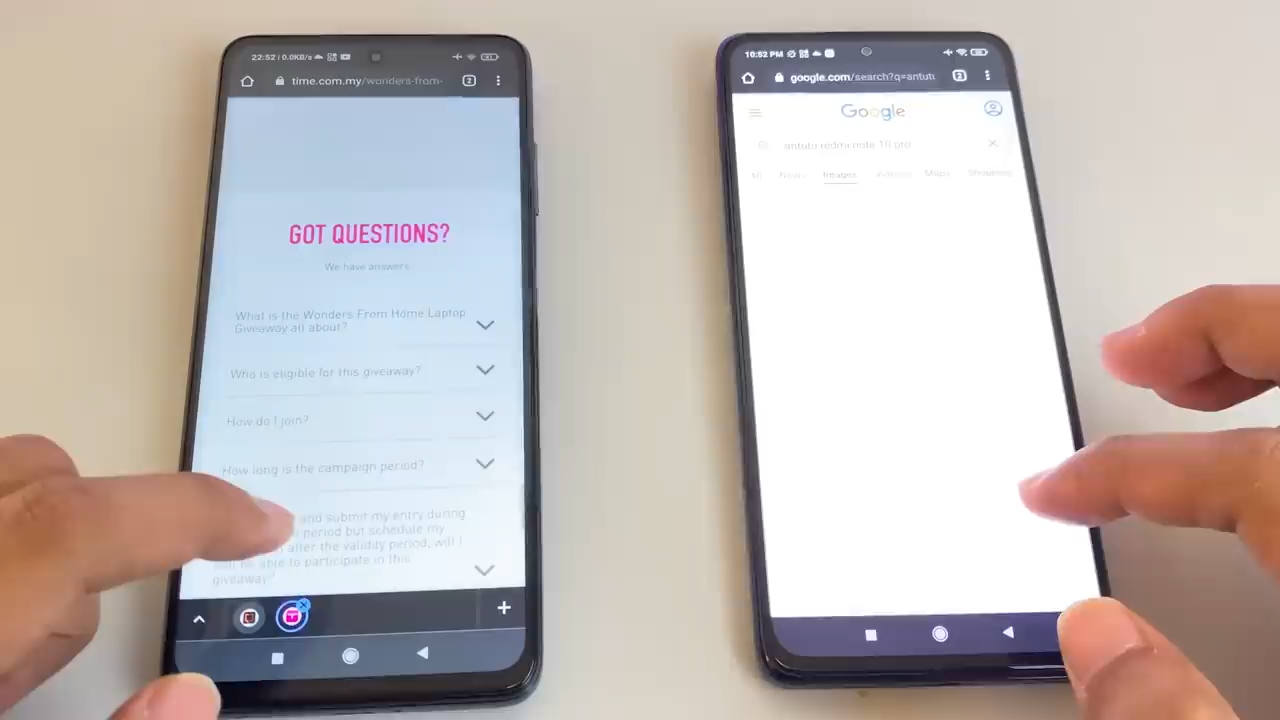 22:52 | 0.0KB/s
time.com.my/wonders-from-
2
GOT QUESTIONS?
We have answers
What is the Wonders From Home Laptop
Giveaway all about?
Who is eligible for this giveaway?
How do I join?
How long is the campaign period?
and submit my entry during
period but schedule my
after the validity period, will I
be able to participate in this
giveaway?
10:52 PM
google.com/search?q=antutu
2
Google
antutu redmi note 10 pro
All News Images Videos Maps Shopping